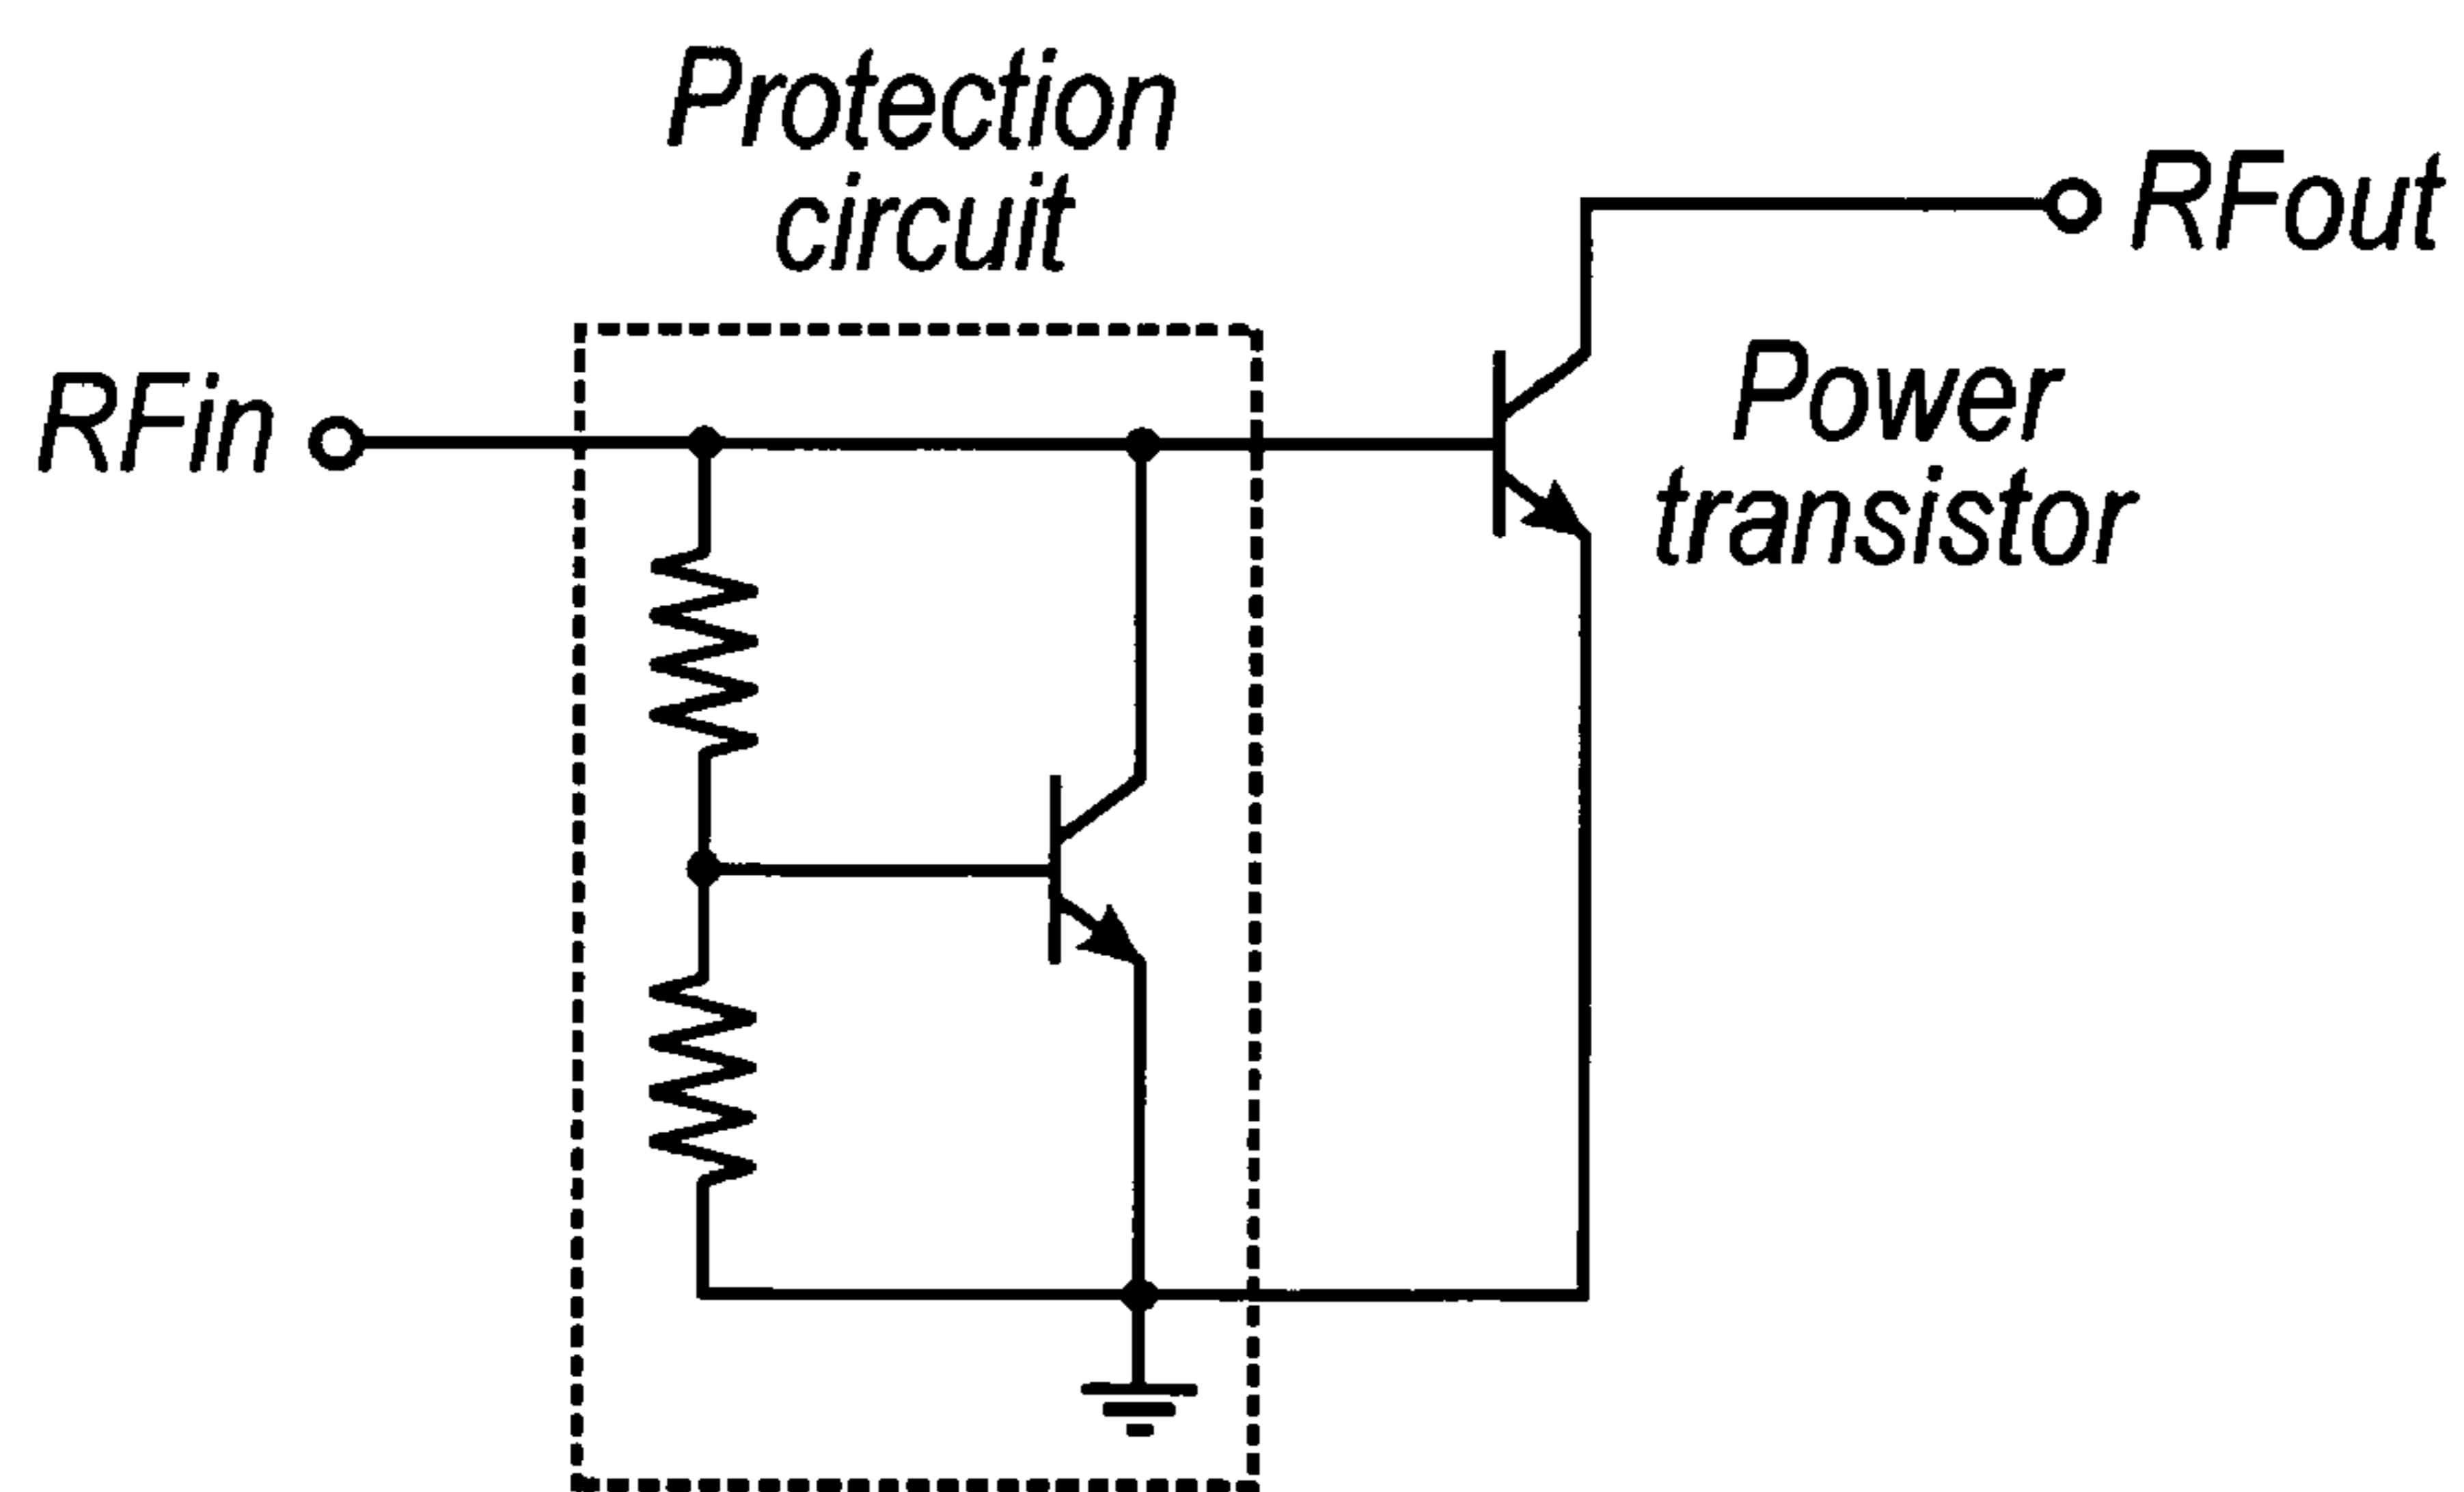 Protection
circuit
RFout
RFin
Power
transistor